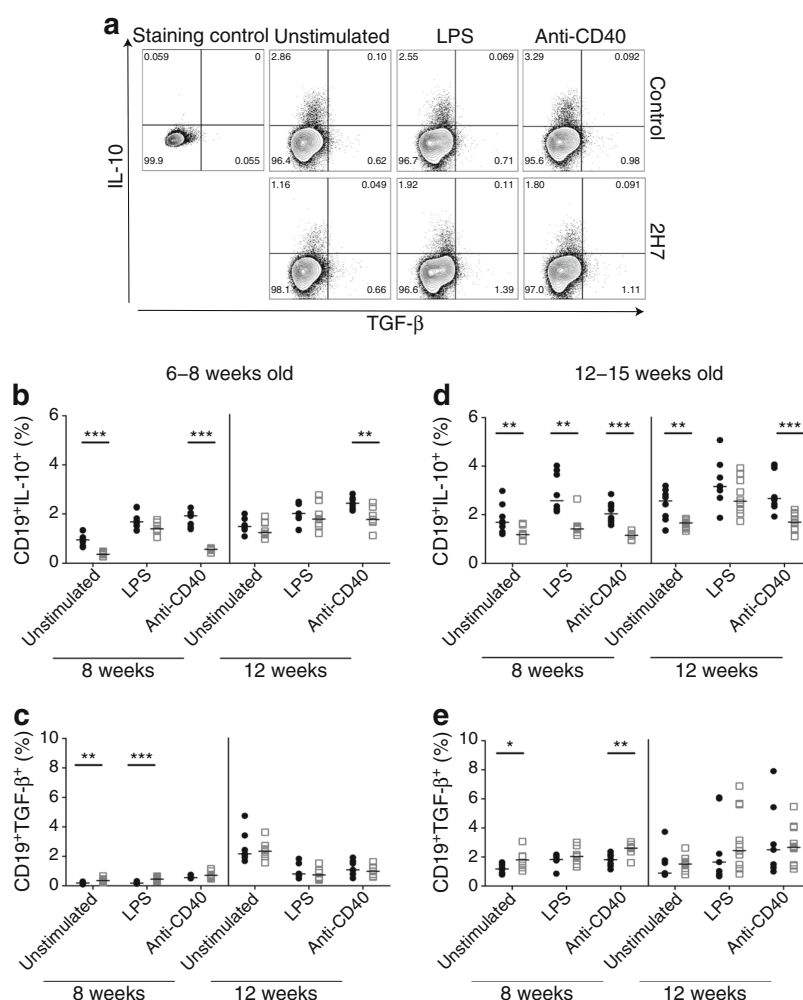 a
Staining control Unstimulated LPS Anti-CD40
0.059 0 2.86 0.10 2.55 0.069 3.29 0.092
Control
99.9 0.055 96.4 0.62 96.7 0.71 95.6 0.98
IL-10
1.16 0.049 1.92 0.11 1.80 0.091
2H7
98.1 0.66 96.6 1.39 97.0 1.11
TGF-β
b
6–8 weeks old
CD19+IL-10+ (%)
6
4
2
0
*** *** **
Unstimulated LPS Anti-CD40 Unstimulated LPS Anti-CD40
8 weeks 12 weeks
d
12–15 weeks old
CD19+IL-10+ (%)
6
4
2
0
** ** *** ** ***
Unstimulated LPS Anti-CD40 Unstimulated LPS Anti-CD40
8 weeks 12 weeks
c
CD19+TGF-β+ (%)
10
8
6
4
2
0
** ***
Unstimulated LPS Anti-CD40 Unstimulated LPS Anti-CD40
8 weeks 12 weeks
e
CD19+TGF-β+ (%)
10
8
6
4
2
0
* **
Unstimulated LPS Anti-CD40 Unstimulated LPS Anti-CD40
8 weeks 12 weeks